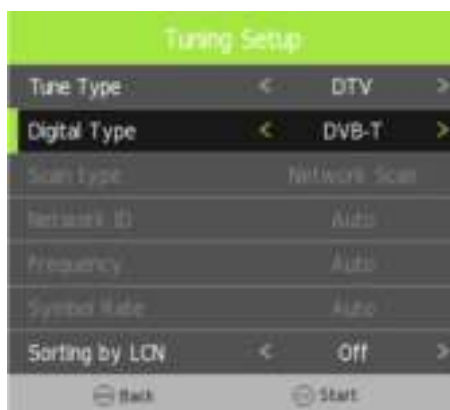 Tuning Setup
Tune Type < DTV >
Digital Type < DVB-T >
Scan type Network Scan
Network ID Auto
Frequency Auto
Symbol Rate Auto
Sorting by LCN < Off >
Back Start